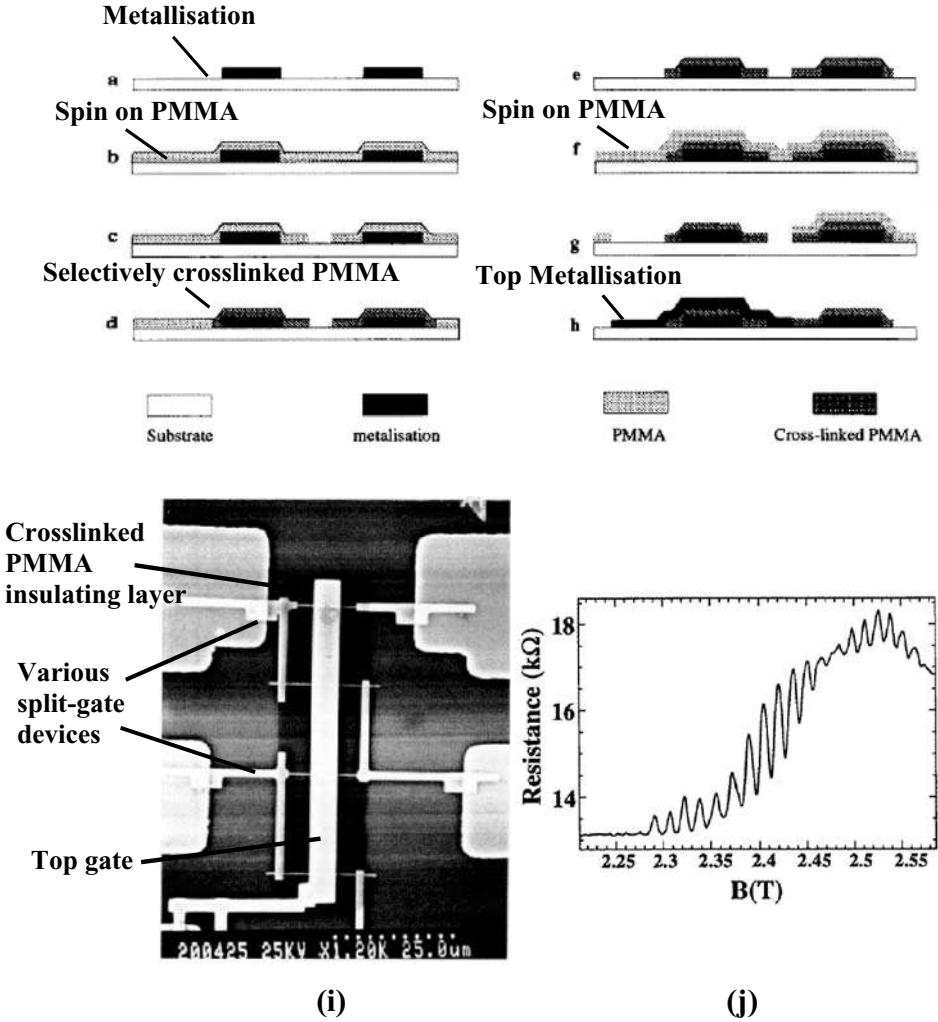 Metallisation
a
Spin on PMMA
b
c
Selectively crosslinked PMMA
d
e
Spin on PMMA
f
g
Top Metallisation
h
Substrate
metalisation
PMMA
Cross-linked PMMA
Crosslinked
PMMA
insulating layer
Various
split-gate
devices
Top gate
200425 25KV X1.20K 25.0um
(i)
Resistance (kΩ)
18
16
14
2.25 2.3 2.35 2.4 2.45 2.5 2.55
B(T)
(j)